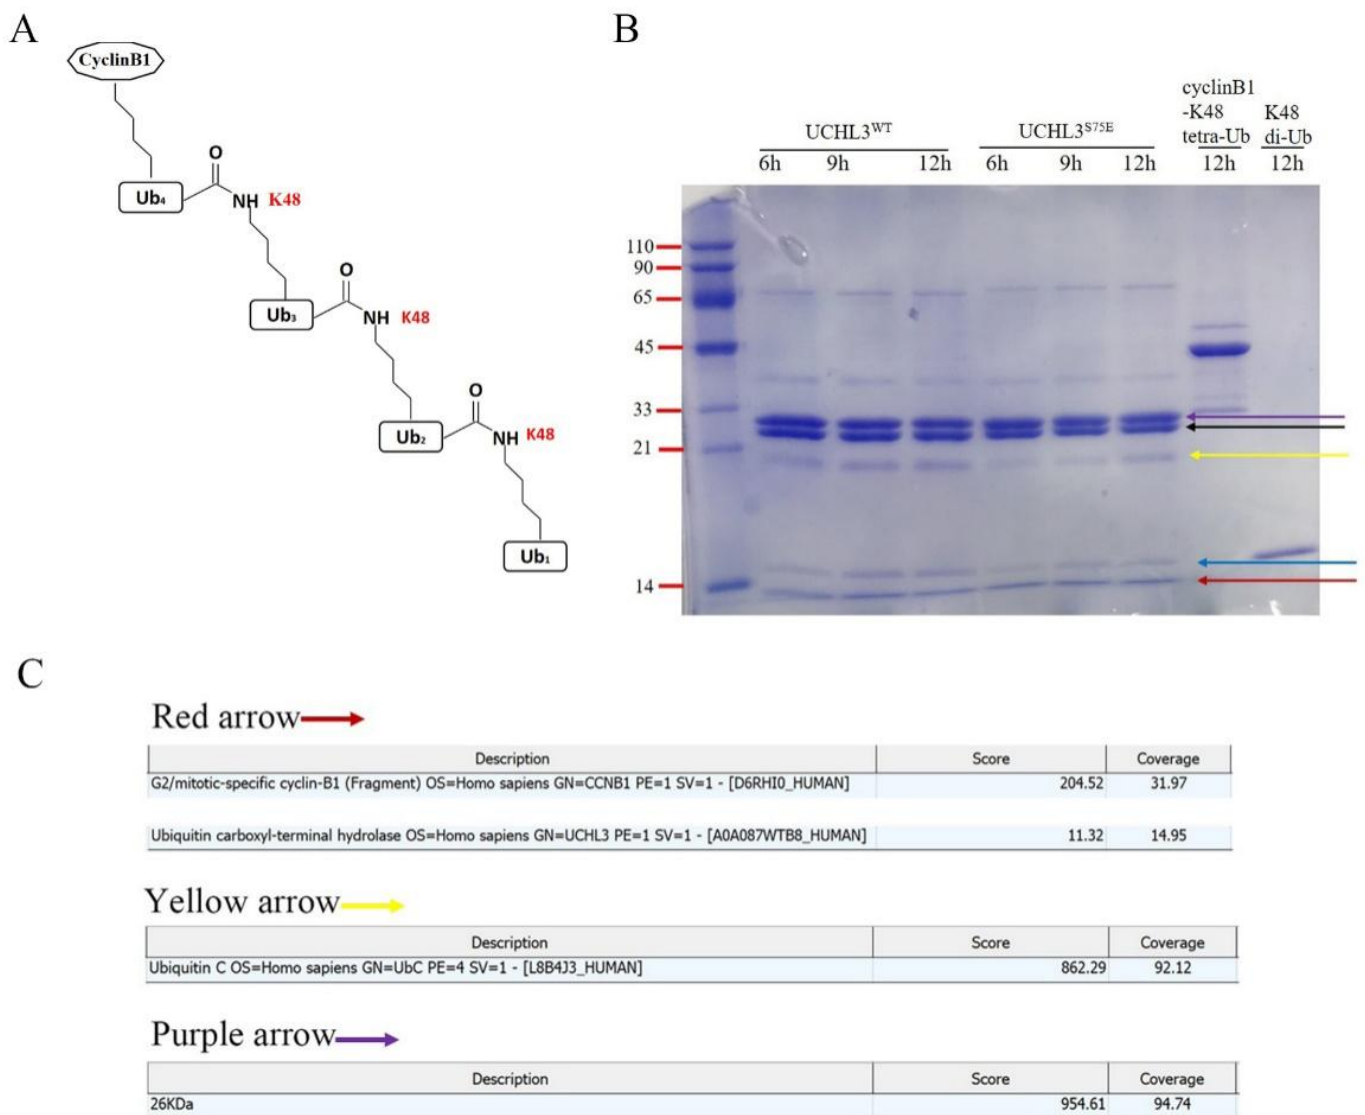 A
CyclinB1
O
Ub₄
NH K48
O
Ub₃
NH K48
O
Ub₂
NH K48
Ub₁
B
UCHL3ᵂᵀ
UCHL3ˢ⁷⁵ᴱ
cyclinB1
-K48
tetra-Ub
K48
di-Ub
6h 9h 12h 6h 9h 12h 12h 12h
110
90
65
45
33
21
14
C
Red arrow
Description Score Coverage
G2/mitotic-specific cyclin-B1 (Fragment) OS=Homo sapiens GN=CCNB1 PE=1 SV=1 - [D6RHI0_HUMAN] 204.52 31.97
Ubiquitin carboxyl-terminal hydrolase OS=Homo sapiens GN=UCHL3 PE=1 SV=1 - [A0A087WTB8_HUMAN] 11.32 14.95
Yellow arrow
Description Score Coverage
Ubiquitin C OS=Homo sapiens GN=UbC PE=4 SV=1 - [L8B4J3_HUMAN] 862.29 92.12
Purple arrow
Description Score Coverage
26KDa 954.61 94.74